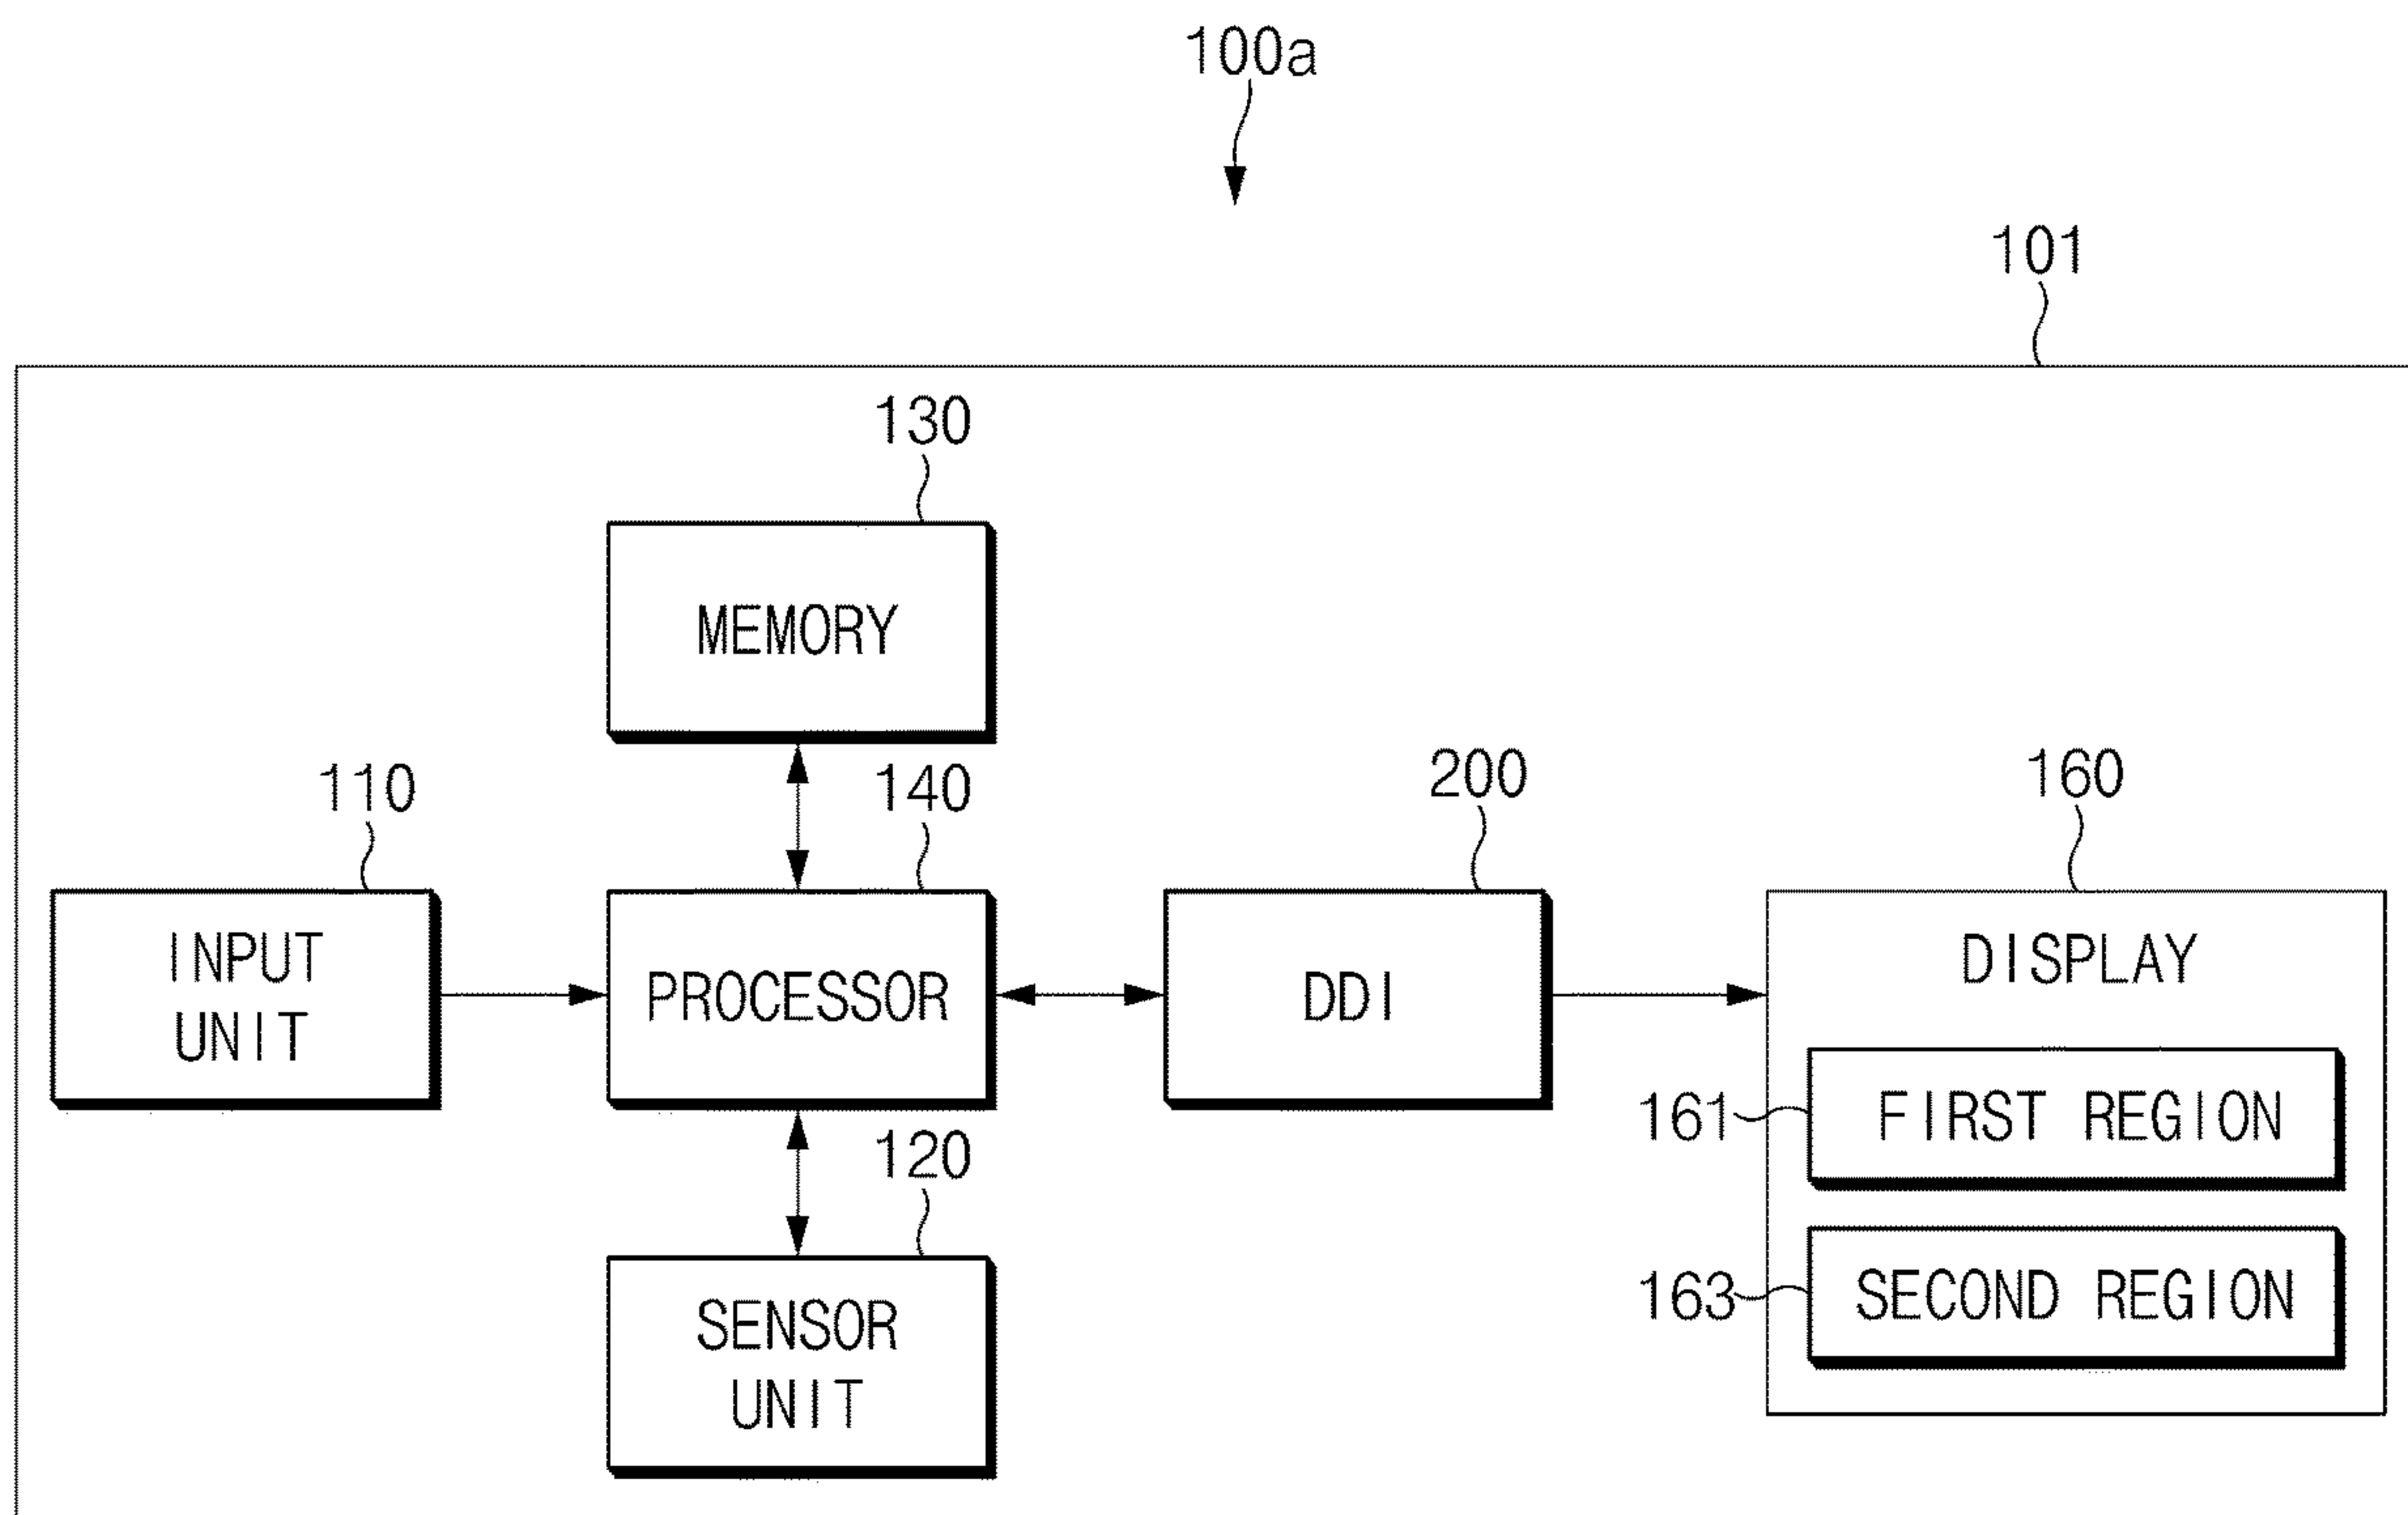 100a
101
130
MEMORY
110
140
200
160
INPUT
UNIT
PROCESSOR
DDI
DISPLAY
161
FIRST REGION
120
163
SECOND REGION
SENSOR
UNIT